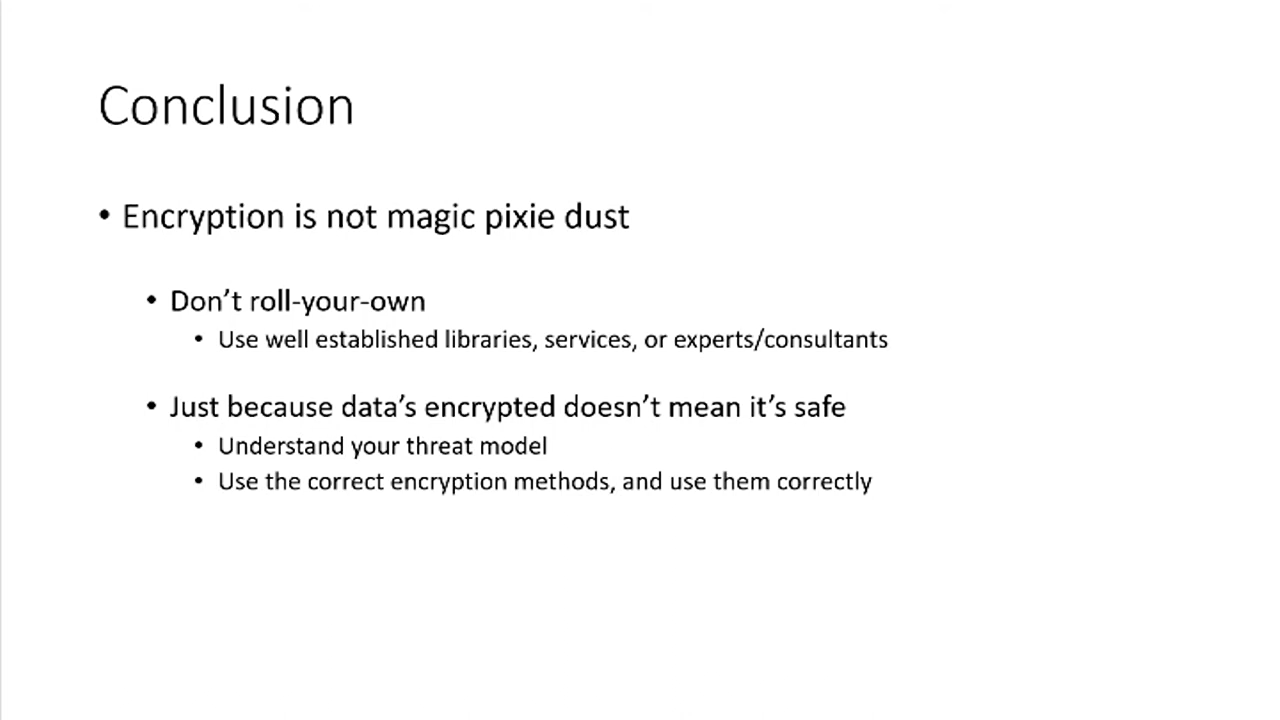 Conclusion
• Encryption is not magic pixie dust
• Don’t roll-your-own
• Use well established libraries, services, or experts/consultants
• Just because data’s encrypted doesn’t mean it’s safe
• Understand your threat model
• Use the correct encryption methods, and use them correctly